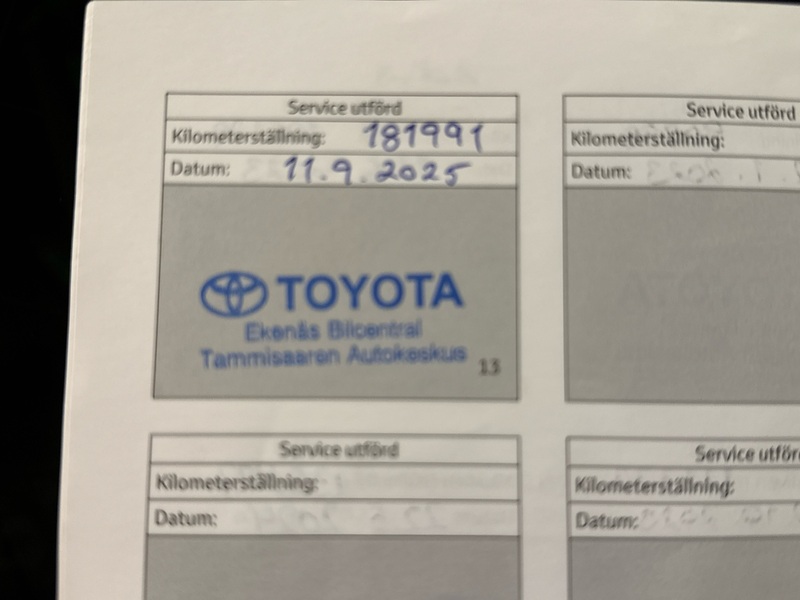 Service utförd
Kilometerställning: 181991
Datum: 11.9.2025
TOYOTA
Ekenäs Bilcentral
Tammisaaren Autokeskus
13
Service utförd
Kilometerställning:
Datum:
Service utförd
Kilometerställning:
Datum:
Service utför
Kilometerställning:
Datum: